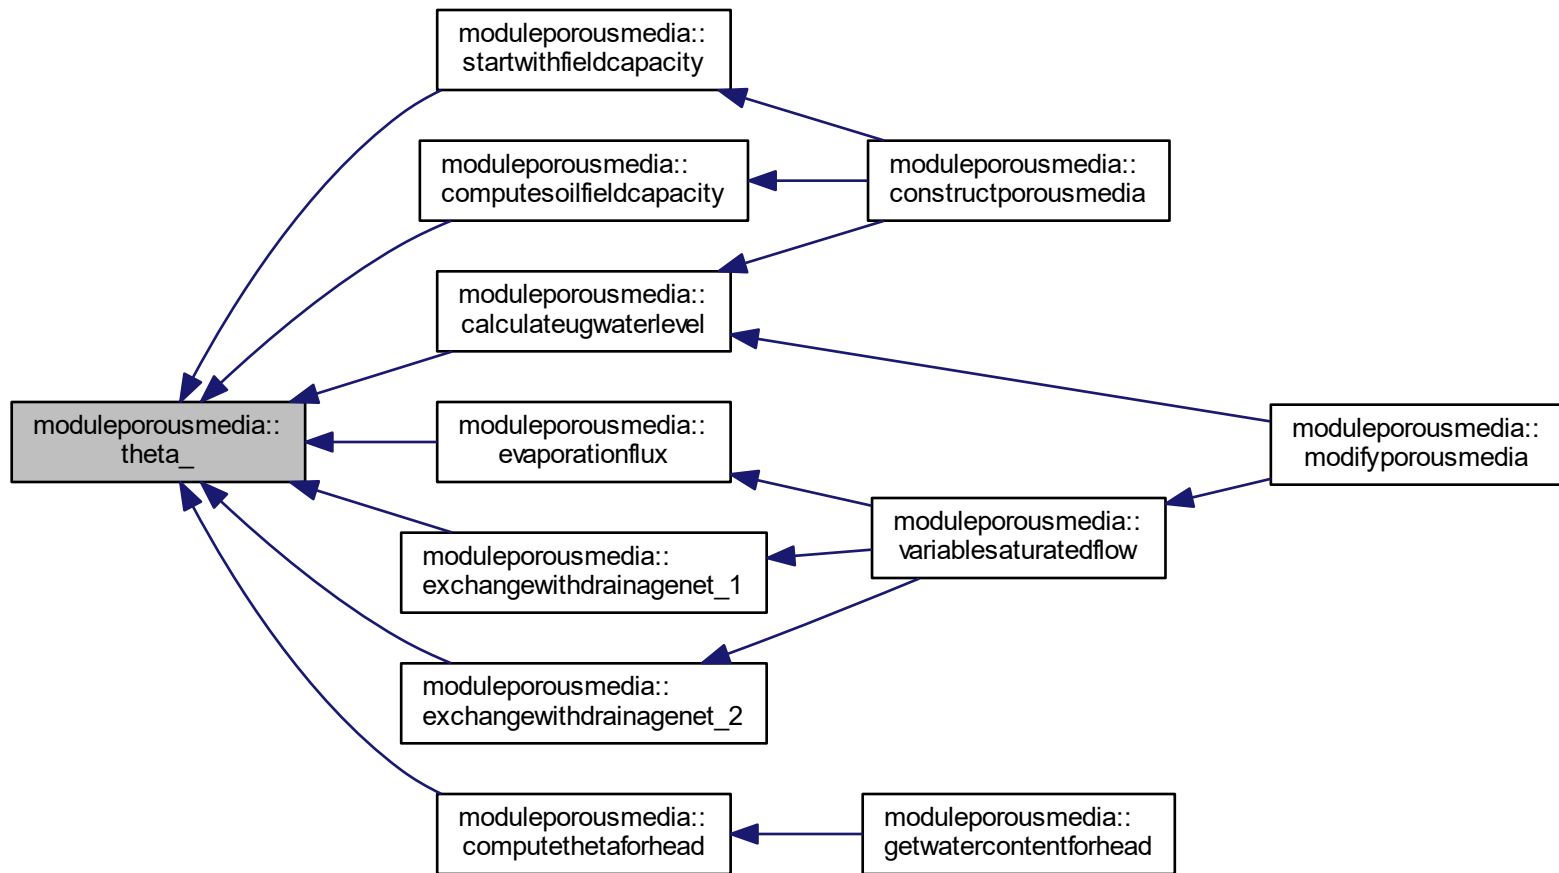 moduleporousmedia::
startwithfieldcapacity
moduleporousmedia::
computesoilfieldcapacity
moduleporousmedia::
constructporousmedia
moduleporousmedia::
calculateugwaterlevel
moduleporousmedia::
theta_
moduleporousmedia::
evaporationflux
moduleporousmedia::
modifyporousmedia
moduleporousmedia::
variablesaturatedflow
moduleporousmedia::
exchangewithdrainagenet_1
moduleporousmedia::
exchangewithdrainagenet_2
moduleporousmedia::
computethetaforhead
moduleporousmedia::
getwatercontentforhead